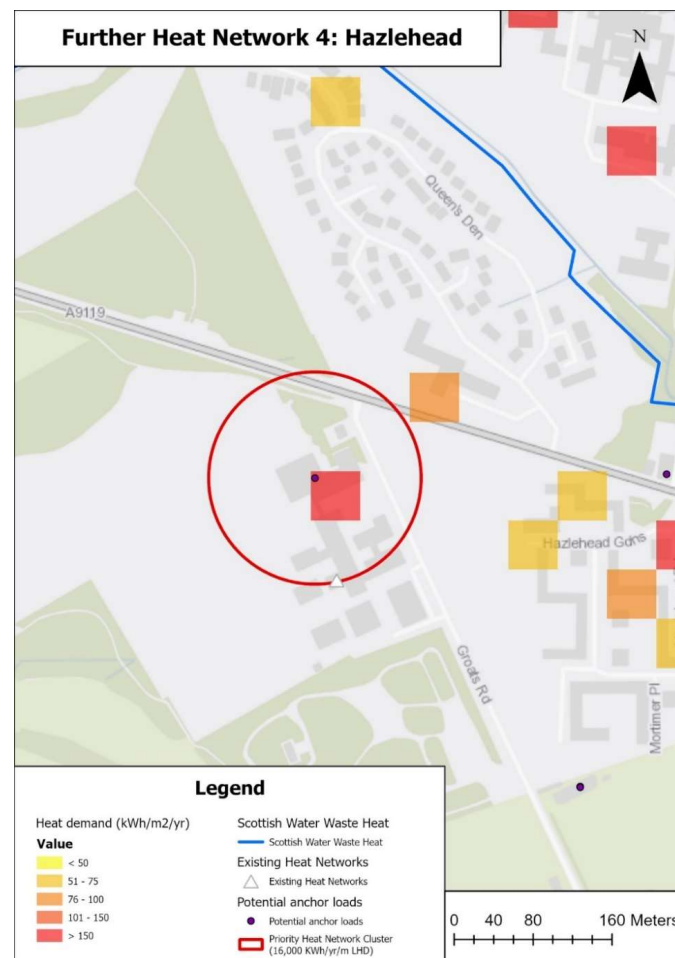 Further Heat Network 4: Hazlehead
N
Queen's Den
A9119
Hazlehead Gdns
Groats Rd
Mortimer Pl
Legend
Heat demand (kWh/m2/yr)
Value
< 50
51 - 75
76 - 100
101 - 150
> 150
Scottish Water Waste Heat
Scottish Water Waste Heat
Existing Heat Networks
Existing Heat Networks
Potential anchor loads
Potential anchor loads
Priority Heat Network Cluster
(16,000 KWh/yr/m LHD)
0 40 80 160 Meters